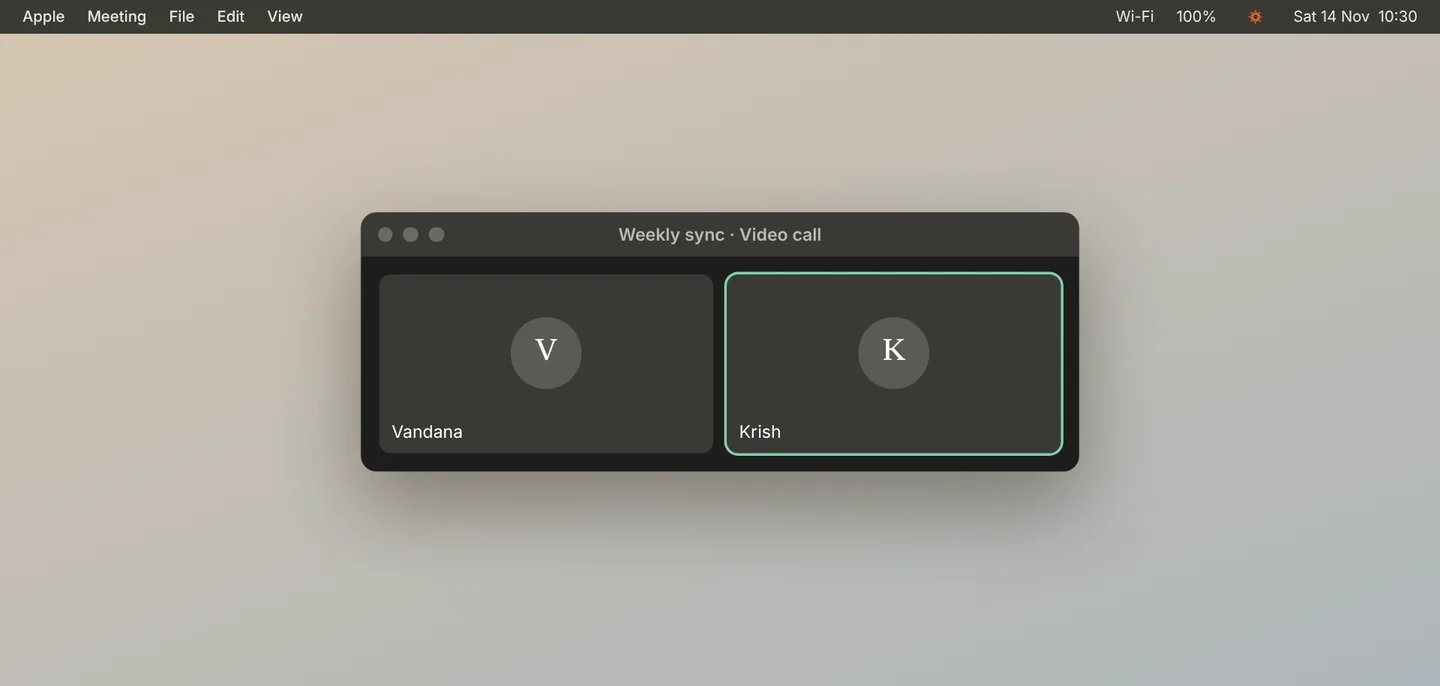 Apple Meeting File Edit View Wi-Fi 100% Sat 14 Nov 10:30
Weekly sync · Video call
V
K
Vandana
Krish